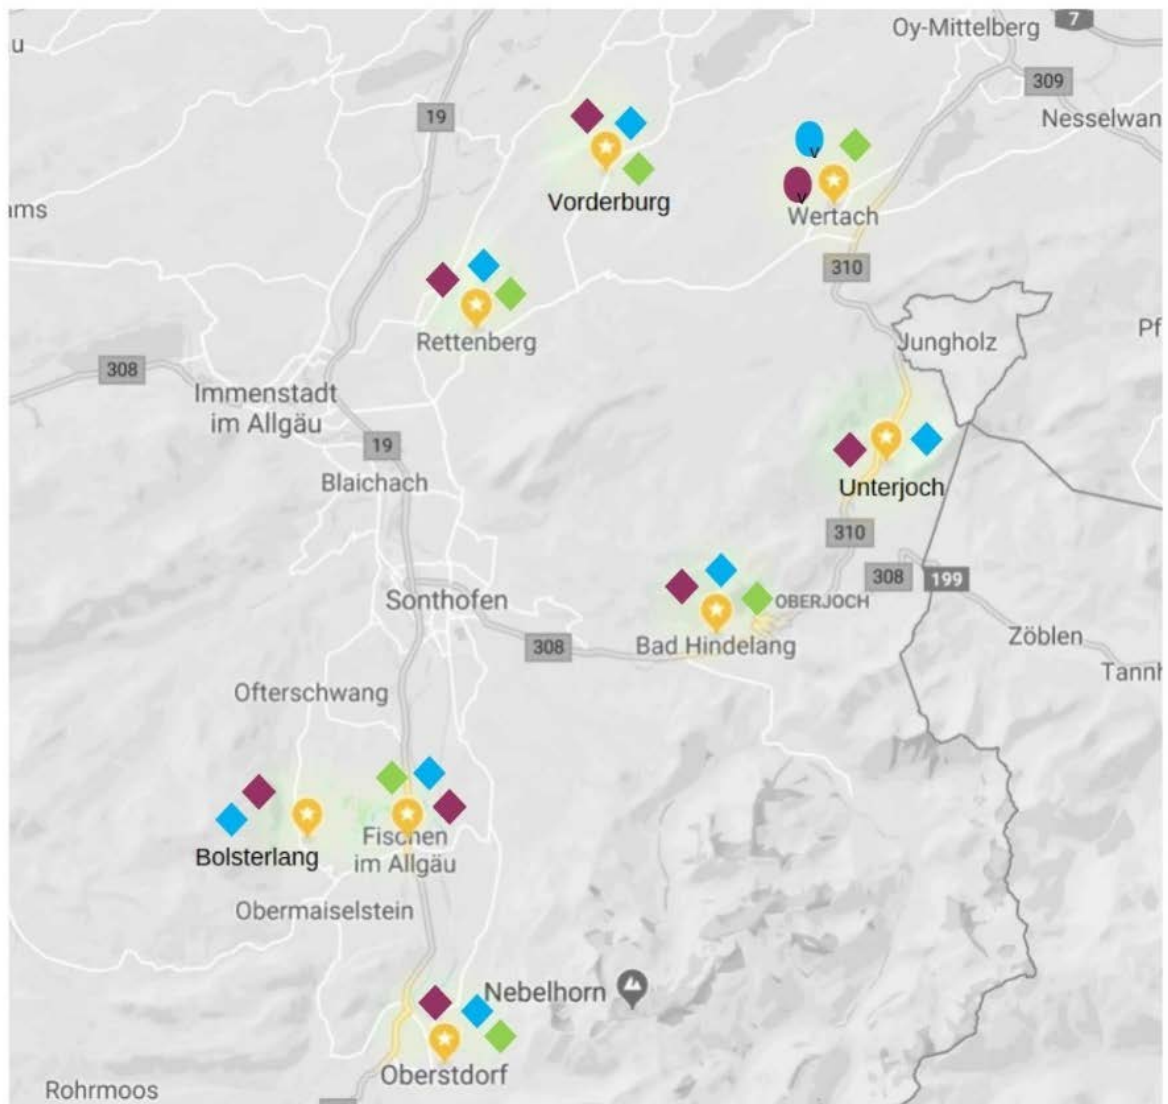 7
Oy-Mittelberg
u
309
19
Nesselwan
v
v
Vorderburg
ms
Wertach
310
Rettenberg
Jungholz
Pf
308
Immenstadt
im Allgäu
19
Blaichach
Unterjoch
310
308
199
Sonthofen
OBERJOCH
Zöblen
308
Bad Hindelang
Tannh
Ofterschwang
Fischen
im Allgäu
Bolsterlang
Obermaiselstein
Nebelhorn
Oberstdorf
Rohrmoos